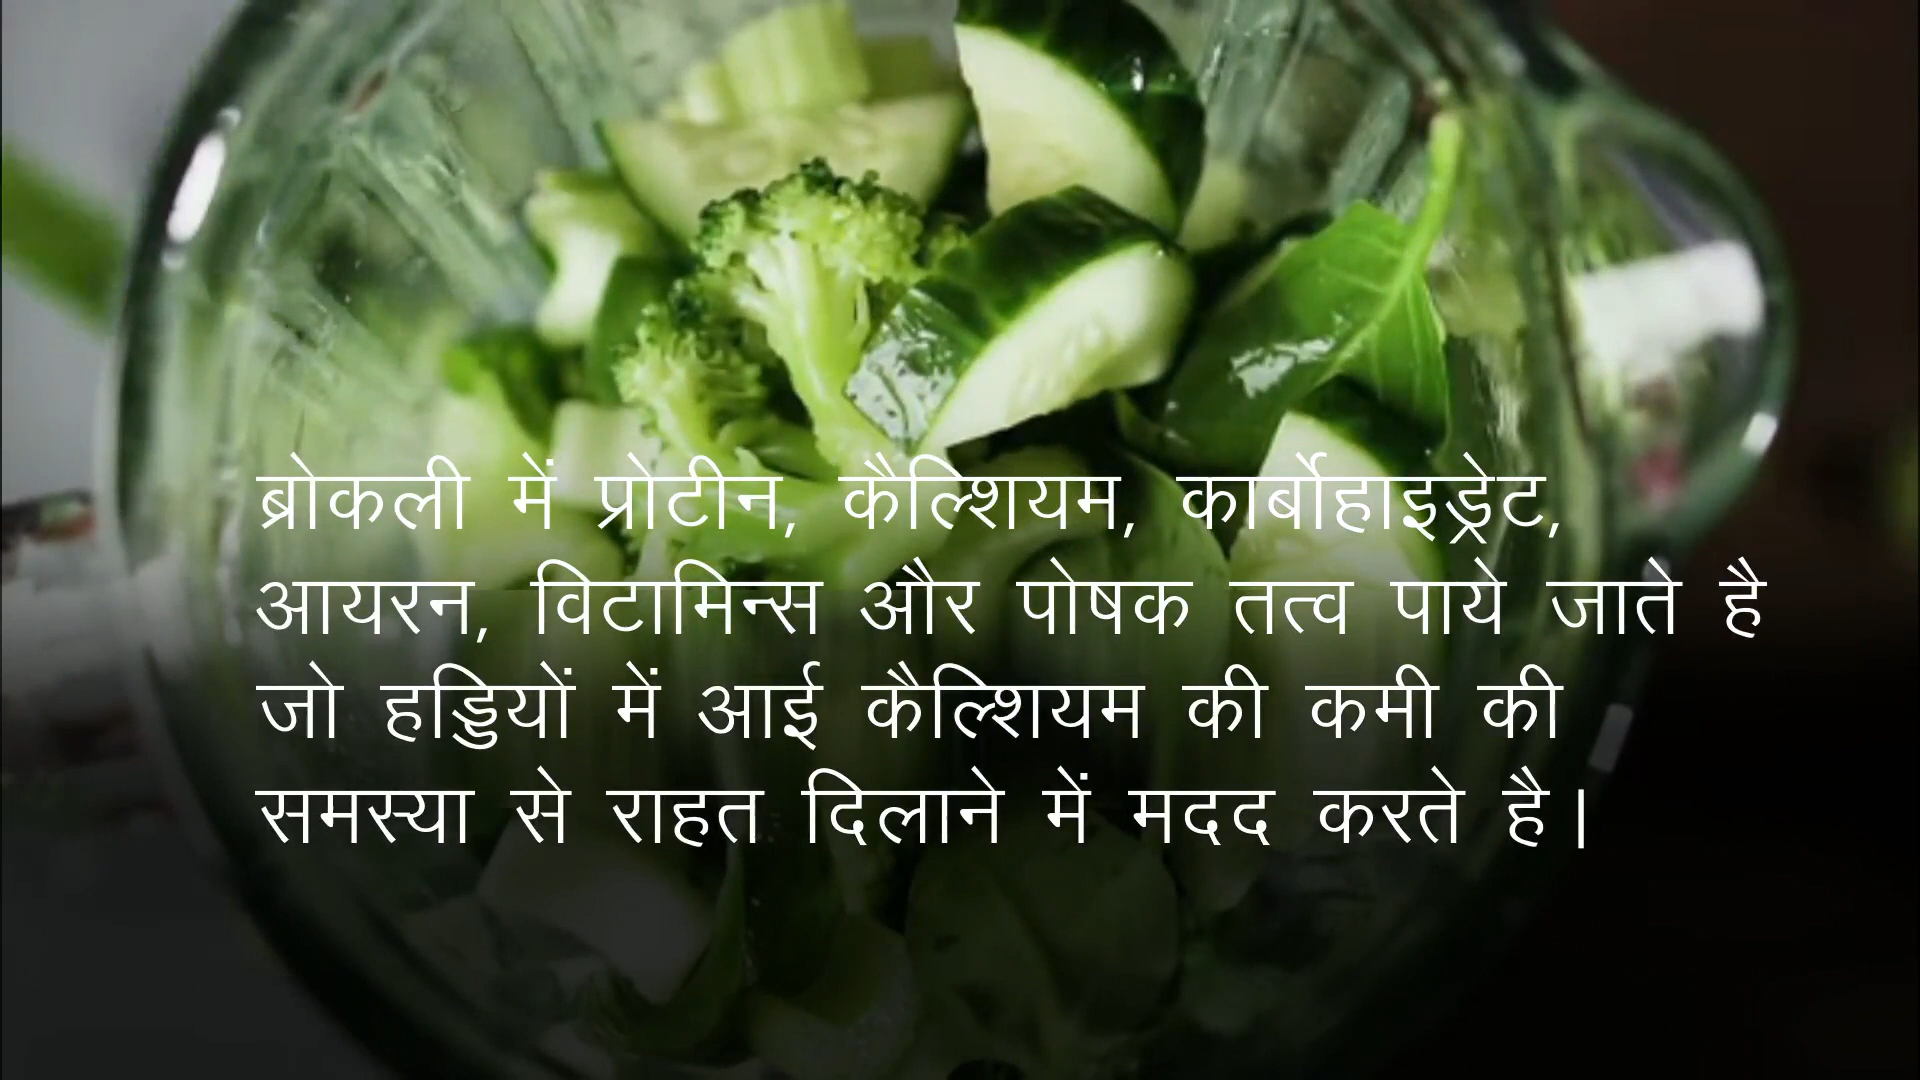 ब्रोकली में प्रोटीन, कैल्शियम, कार्बोहाइड्रेट,
आयरन, विटामिन्स और पोषक तत्व पाये जाते है
जो हड्डियों में आई कैल्शियम की कमी की
समस्या से राहत दिलाने में मदद करते है।